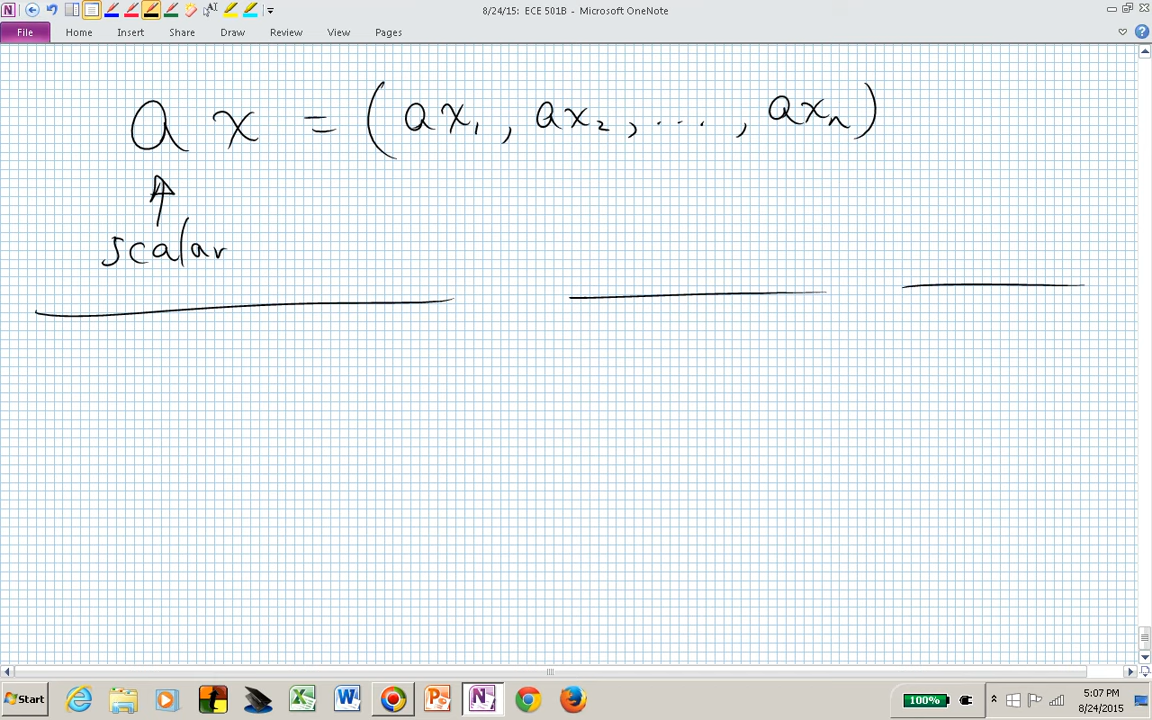 8/24/15: ECE 501B - Microsoft OneNote
File Home Insert Share Draw Review View Pages
a x = (ax₁, ax₂, ..., axₙ)
scalar
Start 100% 5:07 PM
8/24/2015